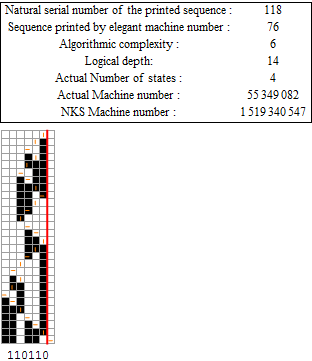 Natural serial number of the printed sequence : 118
Sequence printed by elegant machine number : 76
Algorithmic complexity : 6
Logical depth: 14
Actual Number of states : 4
Actual Machine number : 55 349 082
NKS Machine number : 1 519 340 547
110110